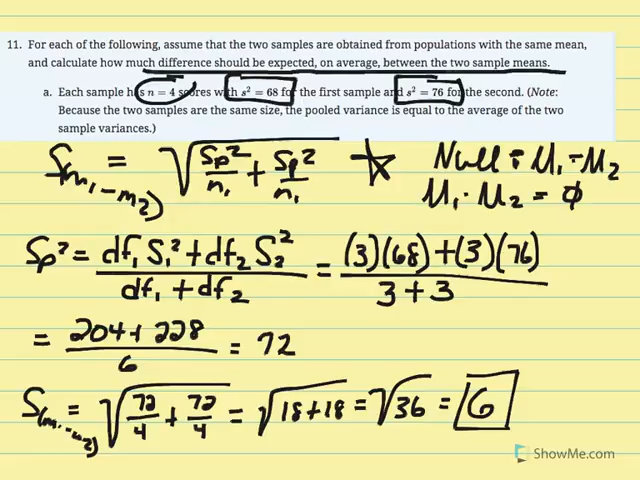 11. For each of the following, assume that the two samples are obtained from populations with the same mean,
and calculate how much difference should be expected, on average, between the two sample means.
a. Each sample has n = 4 scores with s² = 68 for the first sample and s² = 76 for the second. (Note:
Because the two samples are the same size, the pooled variance is equal to the average of the two
sample variances.)
S(m₁ - m₂) = √(Sp²/n₁ + Sp²/n₁) ☆ Null: M₁ = M₂
M₁ - M₂ = 0
Sp² = (df₁ S₁² + df₂ S₂²)/(df₁ + df₂) = ((3)(68) + (3)(76))/(3 + 3)
= (204 + 228)/6 = 72
S(m₁ - m₂) = √(72/4 + 72/4) = √(18 + 18) = √36 = 6
ShowMe.com